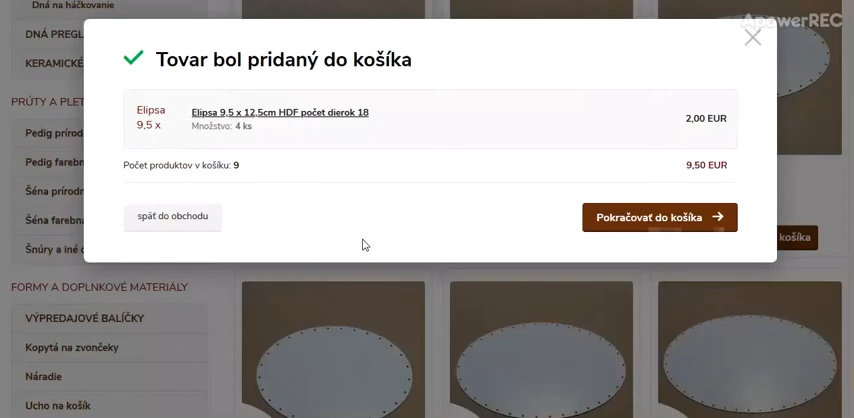 Dná na háčkovanie
ApowerREC
DNÁ PREGL
KERAMICKÉ
Tovar bol pridaný do košíka
Elipsa
9,5 x
Elipsa 9,5 x 12,5cm HDF počet dierok 18
Množstvo: 4 ks
2,00 EUR
Počet produktov v košíku: 9
9,50 EUR
späť do obchodu
Pokračovať do košíka
PRÚTY A PLET
Pedig prírod
Pedig fareb
Šéna prírodn
Šéna farebn
Šnúry a iné
košíka
FORMY A DOPLNKOVÉ MATERIÁLY
VÝPREDAJOVÉ BALÍČKY
Kopytá na zvončeky
Náradie
Ucho na košík